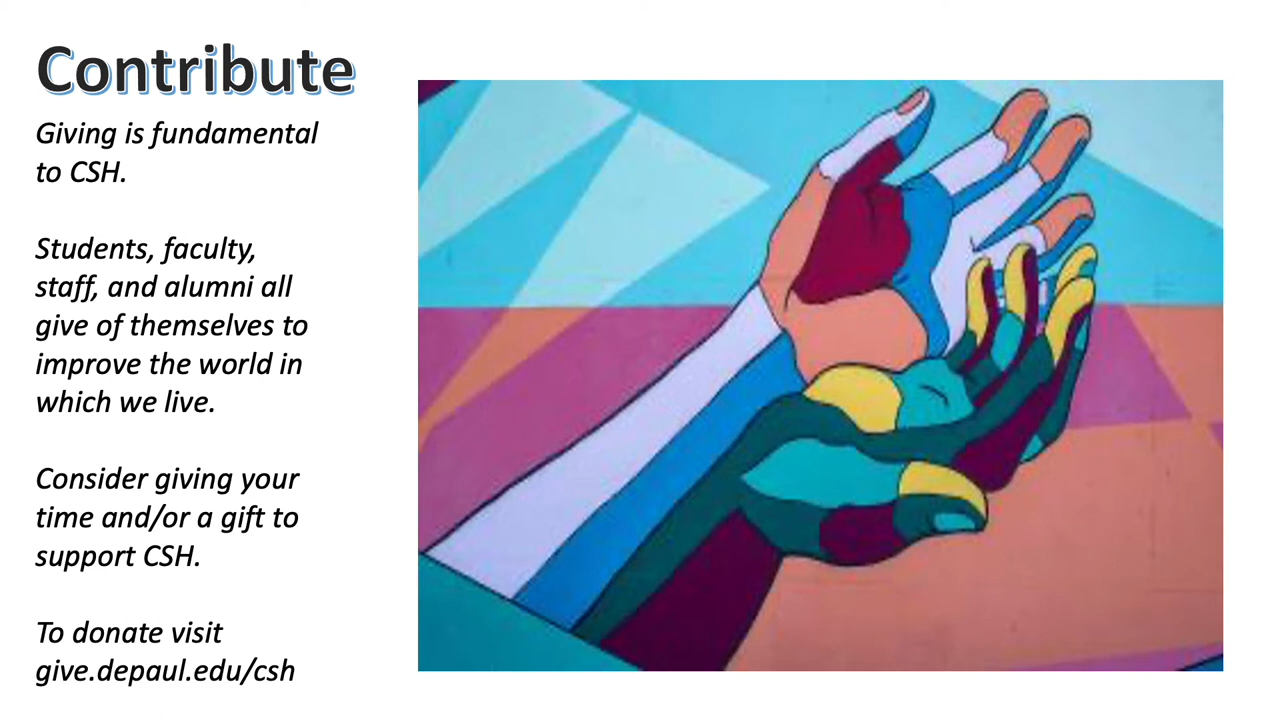 Contribute
Giving is fundamental
to CSH.
Students, faculty,
staff, and alumni all
give of themselves to
improve the world in
which we live.
Consider giving your
time and/or a gift to
support CSH.
To donate visit
give.depaul.edu/csh